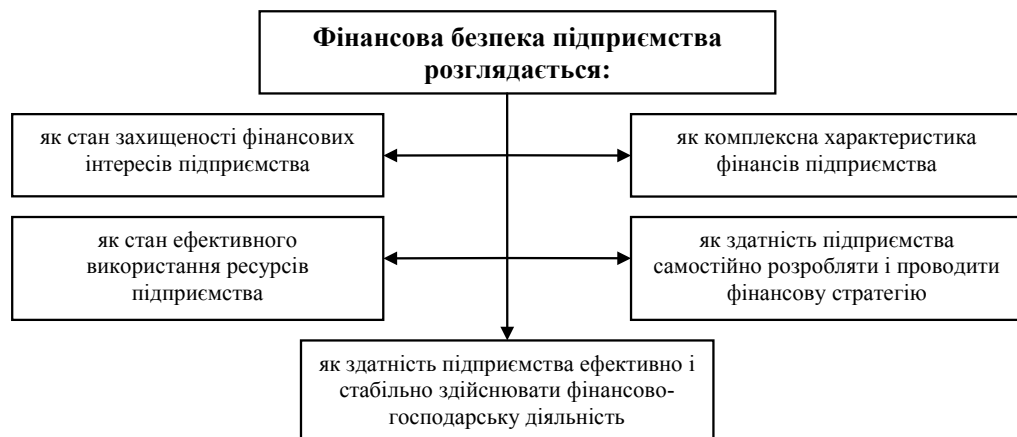 Фінансова безпека підприємства
розглядається:
як стан захищеності фінансових
інтересів підприємства
як комплексна характеристика
фінансів підприємства
як стан ефективного
використання ресурсів
підприємства
як здатність підприємства
самостійно розробляти і проводити
фінансову стратегію
як здатність підприємства ефективно і
стабільно здійснювати фінансово-
господарську діяльність